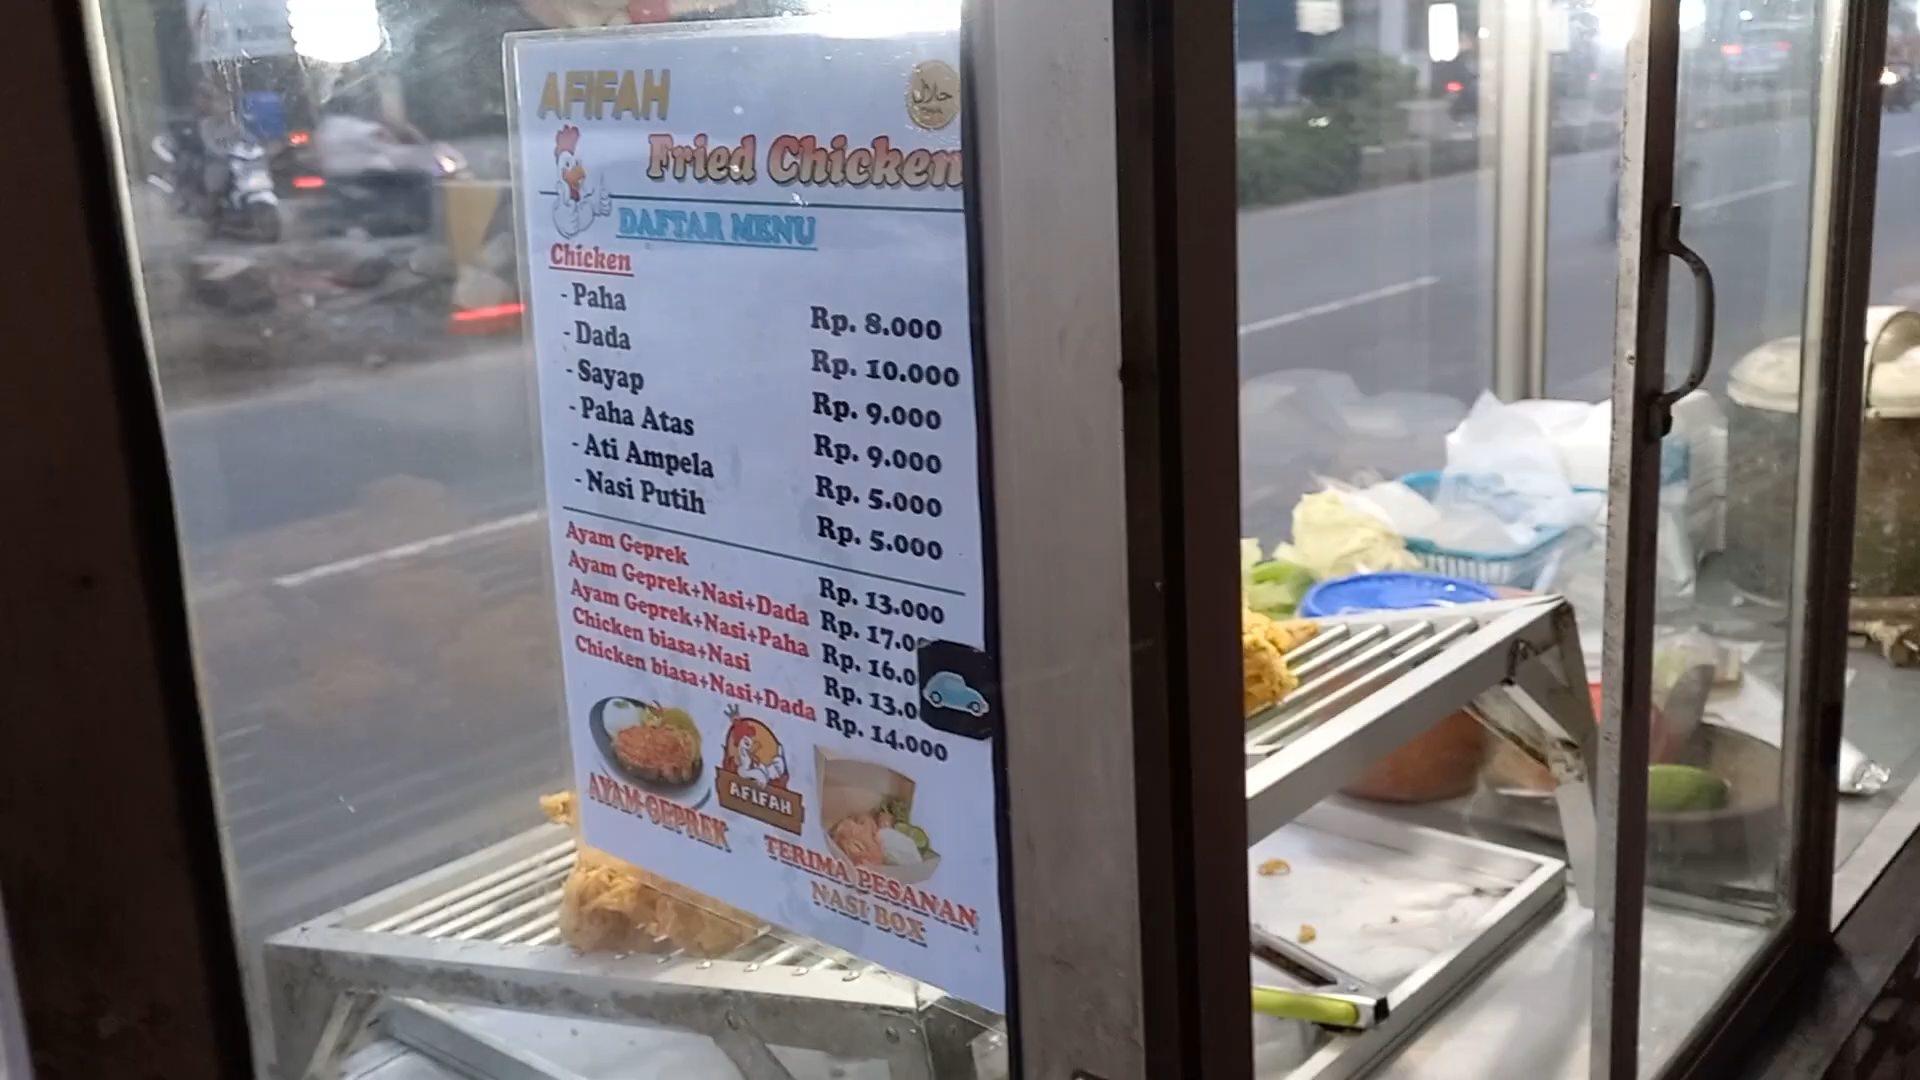 AFIFAH
حلال
Fried Chicken
DAFTAR MENU
Chicken
- Paha Rp. 8.000
- Dada Rp. 10.000
- Sayap Rp. 9.000
- Paha Atas Rp. 9.000
- Ati Ampela Rp. 5.000
- Nasi Putih Rp. 5.000
Ayam Geprek Rp. 13.000
Ayam Geprek+Nasi+Dada Rp. 17.0
Ayam Geprek+Nasi+Paha Rp. 16.0
Chicken biasa+Nasi Rp. 13.0
Chicken biasa+Nasi+Dada Rp. 14.000
AYAM GEPREK
AFIFAH
TERIMA PESANAN
NASI BOX